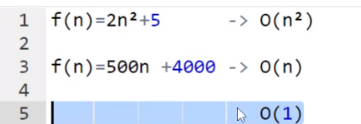 1 f(n)=2n²+5 -> O(n²)
2
3 f(n)=500n +4000 -> O(n)
4
5 O(1)